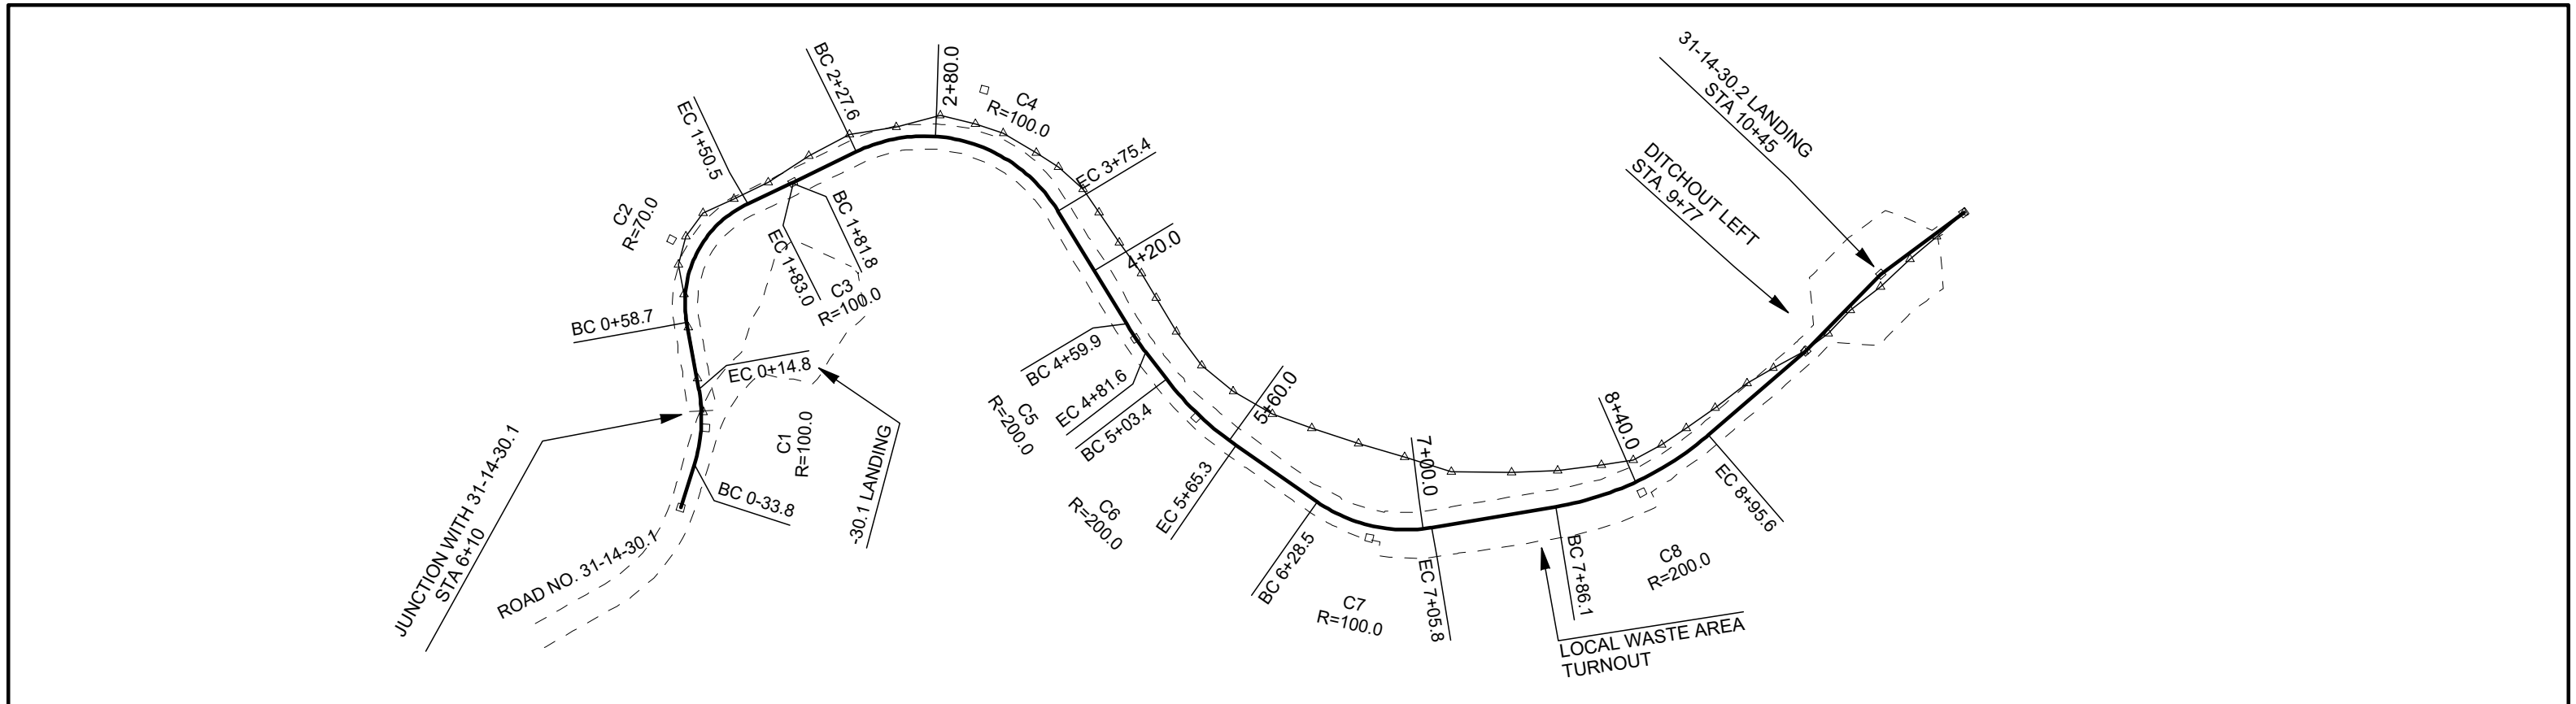 JUNCTION WITH 31-14-30.1
STA 6+10
ROAD NO. 31-14-30.1
BC 0-33.8
EC 0+14.8
C1
R=100.0
-30.1 LANDING
BC 0+58.7
C2
R=70.0
EC 1+50.5
BC 1+81.8
EC 1+83.0
C3
R=100.0
BC 2+27.6
2+80.0
C4
R=100.0
EC 3+75.4
4+20.0
BC 4+59.9
EC 4+81.6
C5
R=200.0
BC 5+03.4
5+60.0
EC 5+65.3
C6
R=200.0
BC 6+28.5
7+00.0
EC 7+05.8
C7
R=100.0
BC 7+86.1
8+40.0
C8
R=200.0
EC 8+95.6
LOCAL WASTE AREA
TURNOUT
DITCHOUT LEFT
STA. 9+77
31-14-30.2 LANDING
STA 10+45